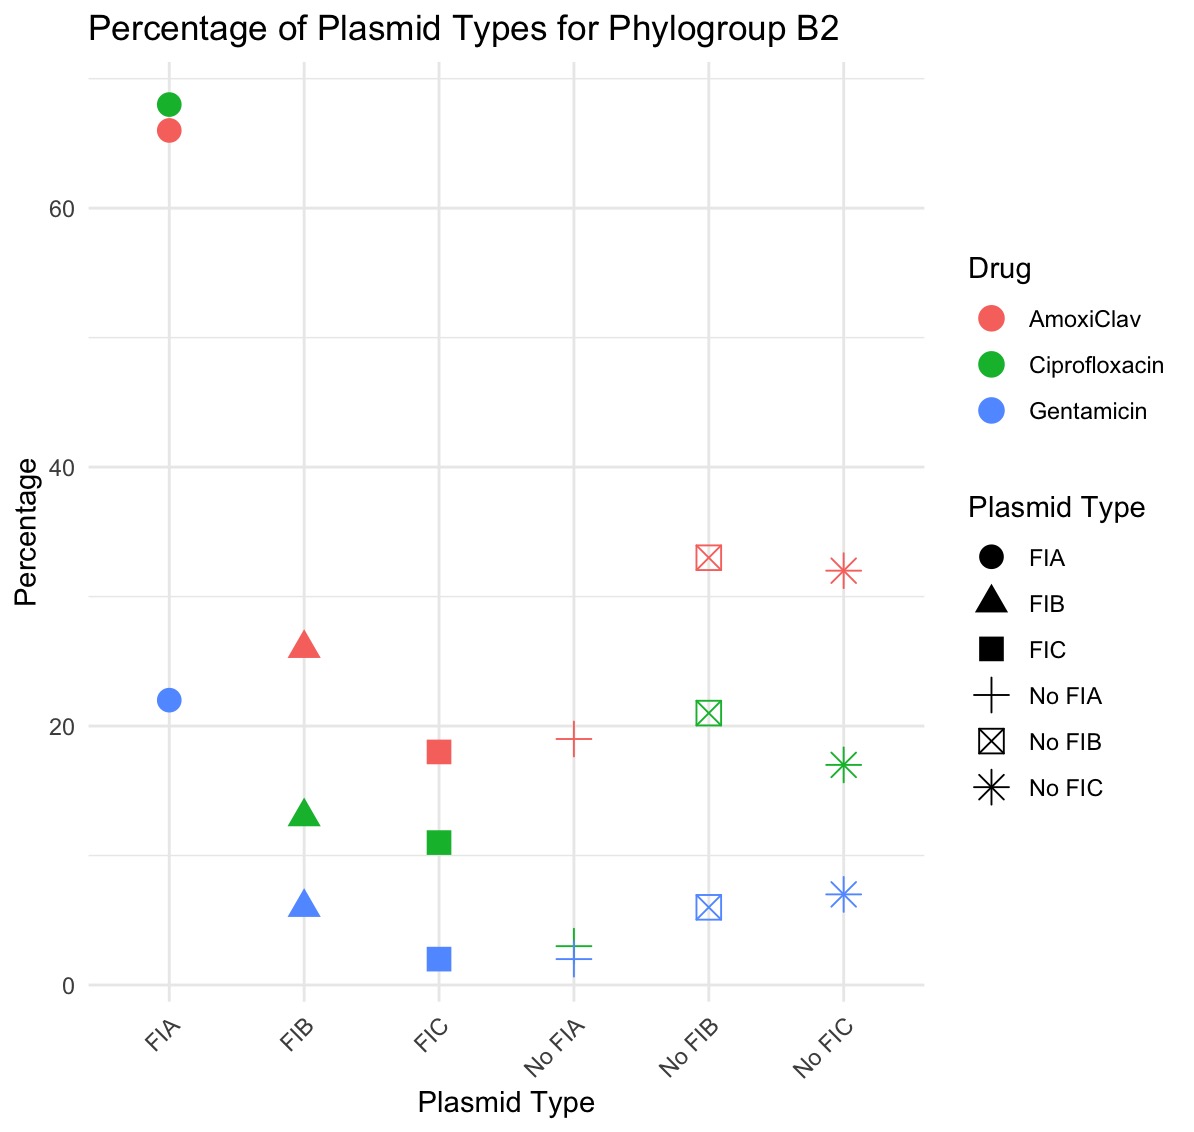 Percentage of Plasmid Types for Phylogroup B2
Percentage
60
40
20
0
FIA
FIB
FIC
No FIA
No FIB
No FIC
Plasmid Type
Drug
AmoxiClav
Ciprofloxacin
Gentamicin
Plasmid Type
FIA
FIB
FIC
No FIA
No FIB
No FIC